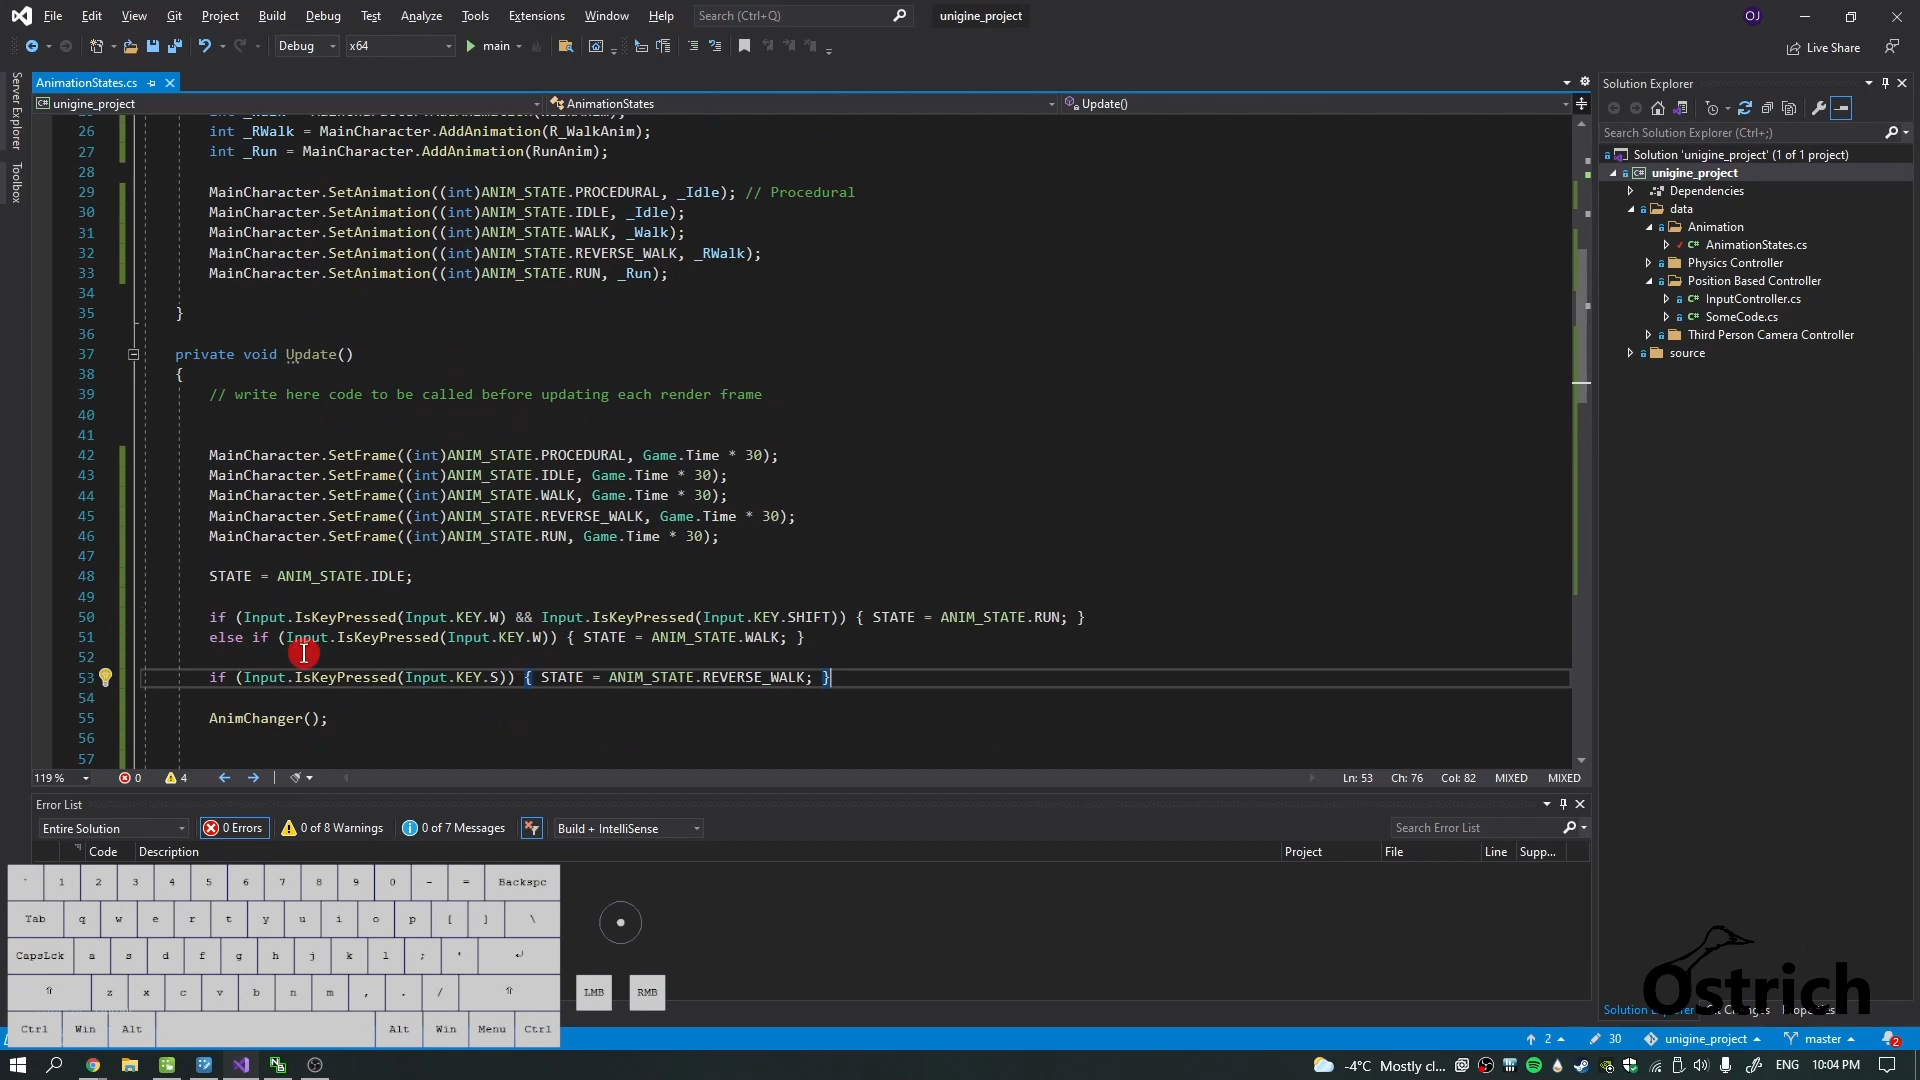 File Edit View Git Project Build Debug Test Analyze Tools Extensions Window Help Search (Ctrl+Q) unigine_project OJ
Debug x64 main Live Share
AnimationStates.cs
unigine_project AnimationStates Update()
Server Explorer
Toolbox
26 int _RWalk = MainCharacter.AddAnimation(R_WalkAnim);
27 int _Run = MainCharacter.AddAnimation(RunAnim);
28
29 MainCharacter.SetAnimation((int)ANIM_STATE.PROCEDURAL, _Idle); // Procedural
30 MainCharacter.SetAnimation((int)ANIM_STATE.IDLE, _Idle);
31 MainCharacter.SetAnimation((int)ANIM_STATE.WALK, _Walk);
32 MainCharacter.SetAnimation((int)ANIM_STATE.REVERSE_WALK, _RWalk);
33 MainCharacter.SetAnimation((int)ANIM_STATE.RUN, _Run);
34
35 }
36
37 private void Update()
38 {
39 // write here code to be called before updating each render frame
40
41
42 MainCharacter.SetFrame((int)ANIM_STATE.PROCEDURAL, Game.Time * 30);
43 MainCharacter.SetFrame((int)ANIM_STATE.IDLE, Game.Time * 30);
44 MainCharacter.SetFrame((int)ANIM_STATE.WALK, Game.Time * 30);
45 MainCharacter.SetFrame((int)ANIM_STATE.REVERSE_WALK, Game.Time * 30);
46 MainCharacter.SetFrame((int)ANIM_STATE.RUN, Game.Time * 30);
47
48 STATE = ANIM_STATE.IDLE;
49
50 if (Input.IsKeyPressed(Input.KEY.W) && Input.IsKeyPressed(Input.KEY.SHIFT)) { STATE = ANIM_STATE.RUN; }
51 else if (Input.IsKeyPressed(Input.KEY.W)) { STATE = ANIM_STATE.WALK; }
52
53 if (Input.IsKeyPressed(Input.KEY.S)) { STATE = ANIM_STATE.REVERSE_WALK; }
54
55 AnimChanger();
56
57
119 % 0 4 Ln: 53 Ch: 76 Col: 82 MIXED MIXED
Solution Explorer
Search Solution Explorer (Ctrl+;)
Solution 'unigine_project' (1 of 1 project)
unigine_project
Dependencies
data
Animation
AnimationStates.cs
Physics Controller
Position Based Controller
InputController.cs
SomeCode.cs
Third Person Camera Controller
source
Error List
Entire Solution 0 Errors 0 of 8 Warnings 0 of 7 Messages Build + IntelliSense Search Error List
Code Description Project File Line Supp...
` 1 2 3 4 5 6 7 8 9 0 - = Backspc
Tab q w e r t y u i o p [ ] \
CapsLck a s d f g h j k l ; '
z x c v b n m , . /
Ctrl Win Alt Alt Win Menu Ctrl
LMB RMB
Ostrich
Solution Explorer Changes Properties
2 30 unigine_project master 2
-4°C Mostly cl... ENG 10:04 PM